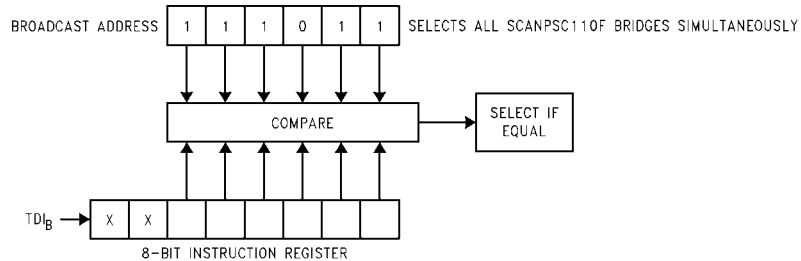 BROADCAST ADDRESS 1 1 1 0 1 1 SELECTS ALL SCANPSC110F BRIDGES SIMULTANEOUSLY
COMPARE
SELECT IF
EQUAL
TDIB X X
8-BIT INSTRUCTION REGISTER